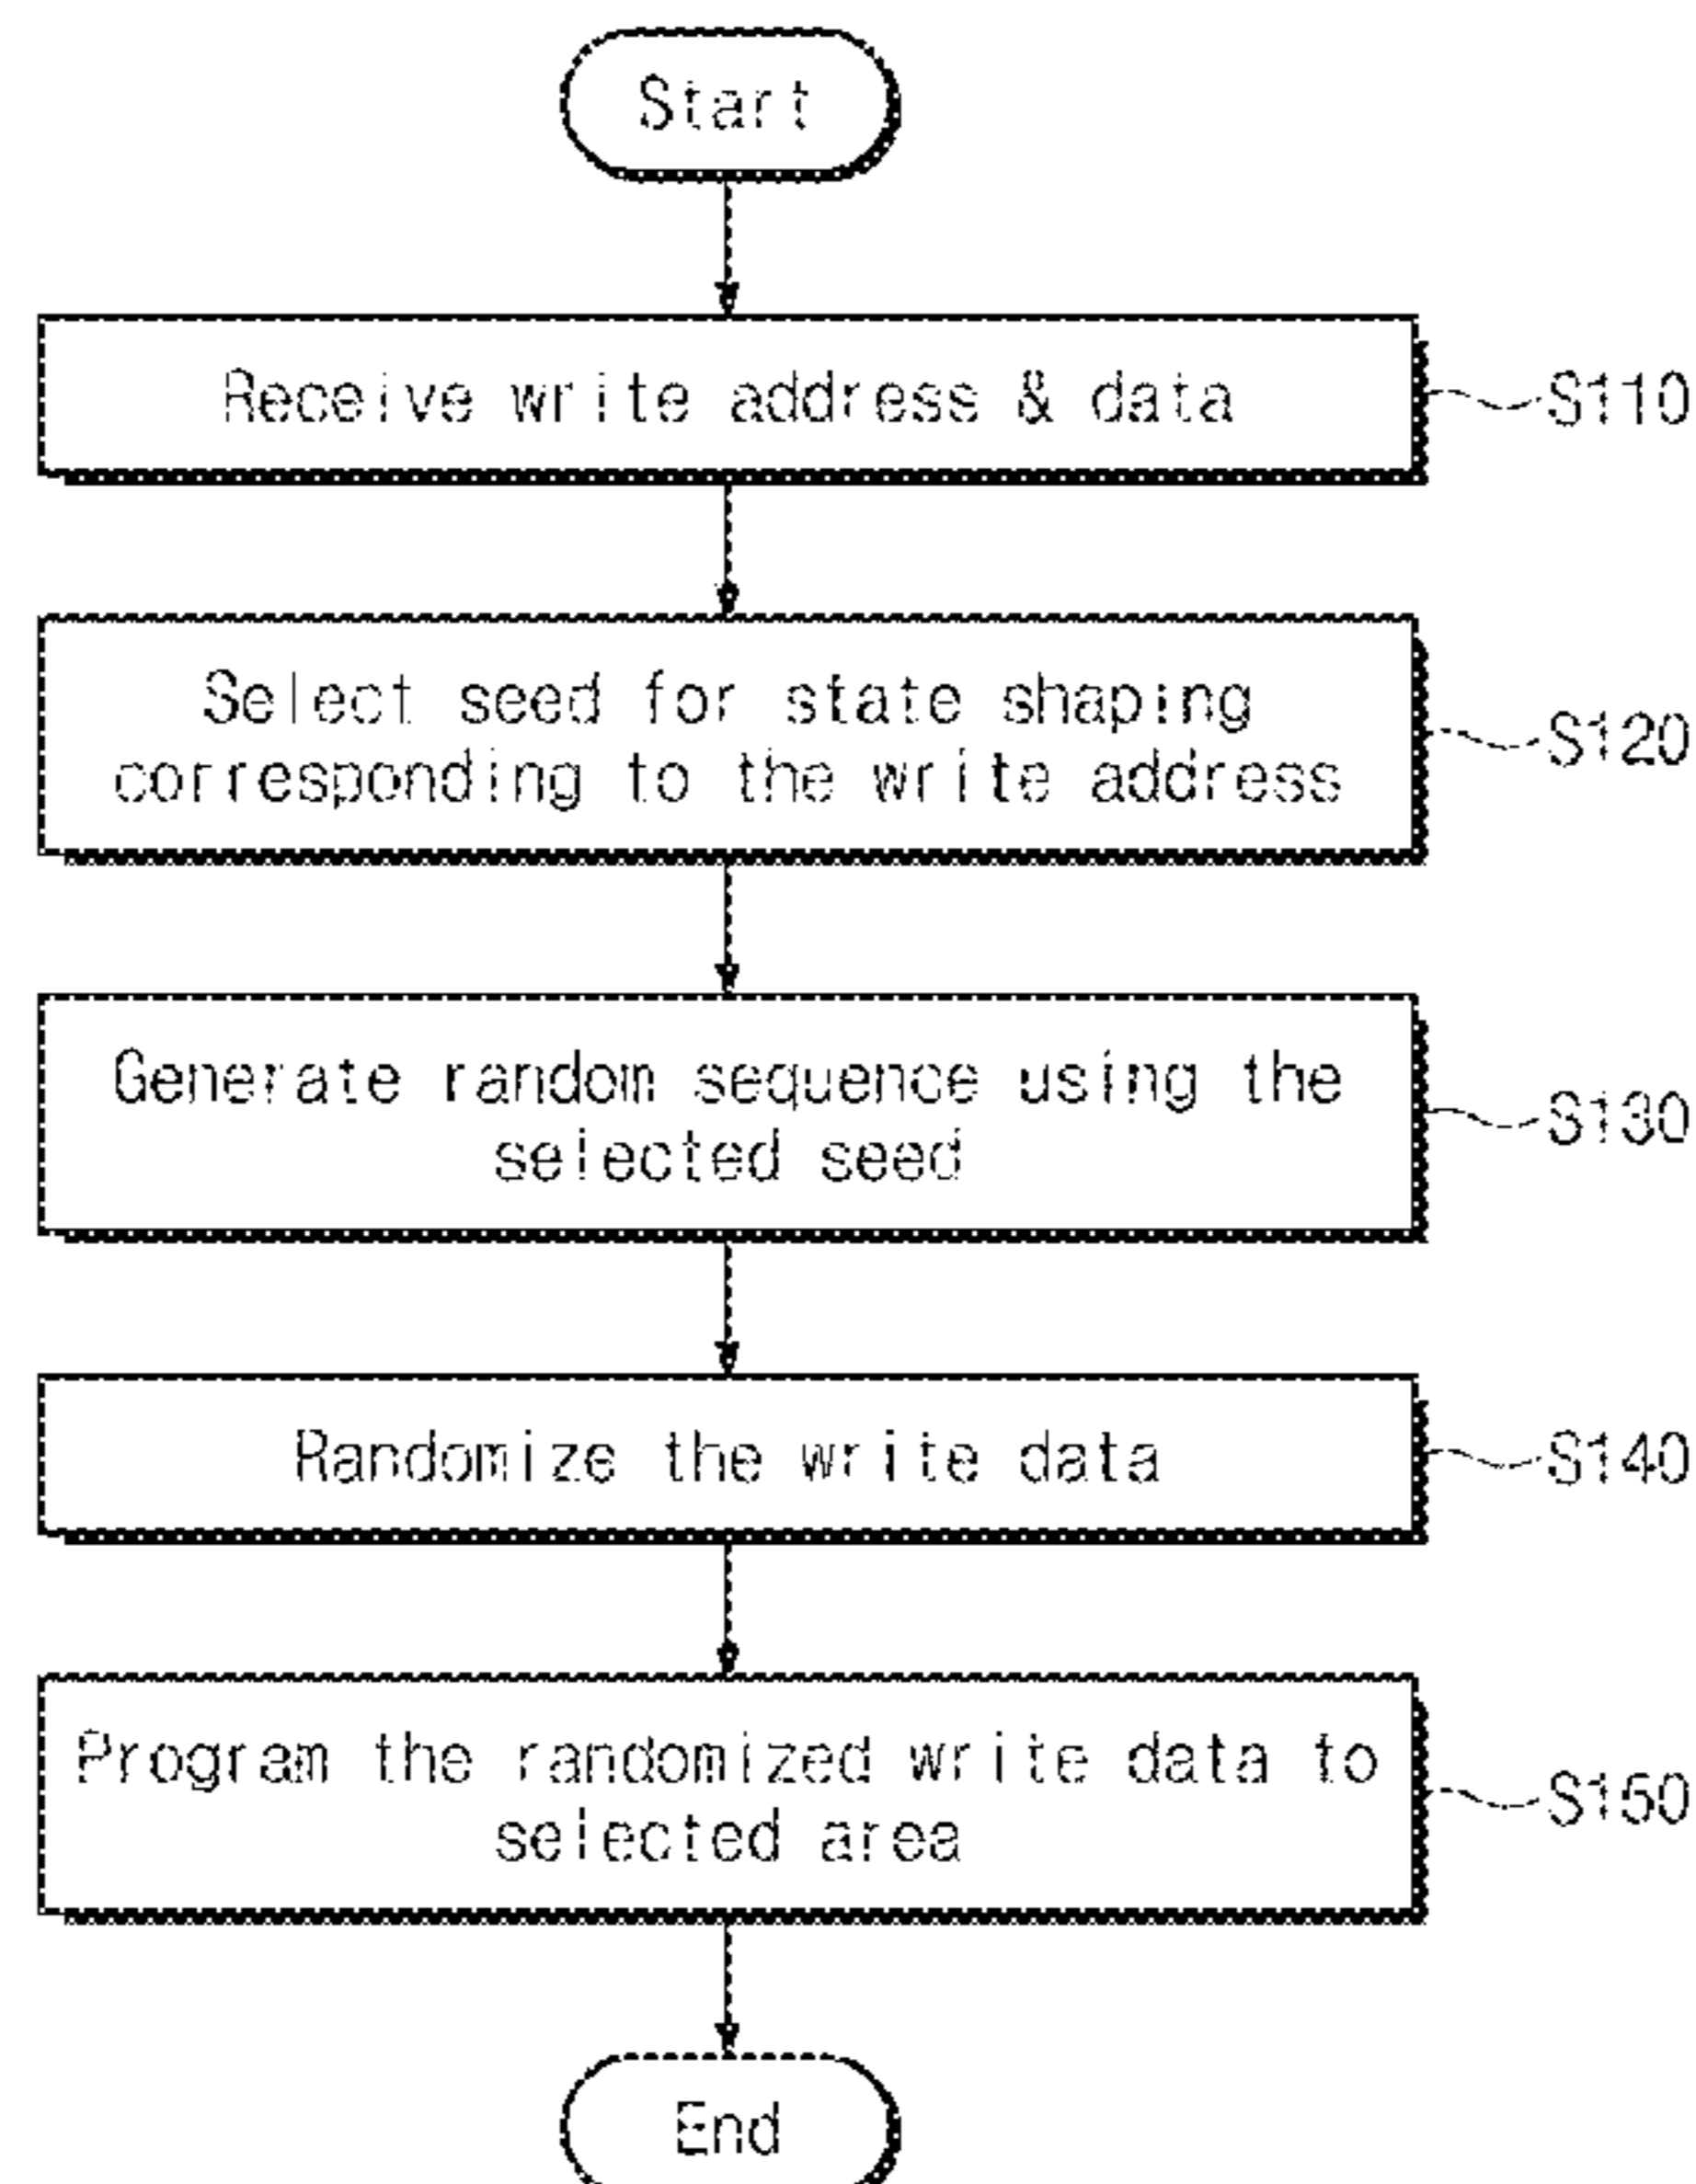 Start
Receive write address & data
S110
Select seed for state shaping
corresponding to the write address
S120
Generate random sequence using the
selected seed
S130
Randomize the write data
S140
Program the randomized write data to
selected area
S150
End